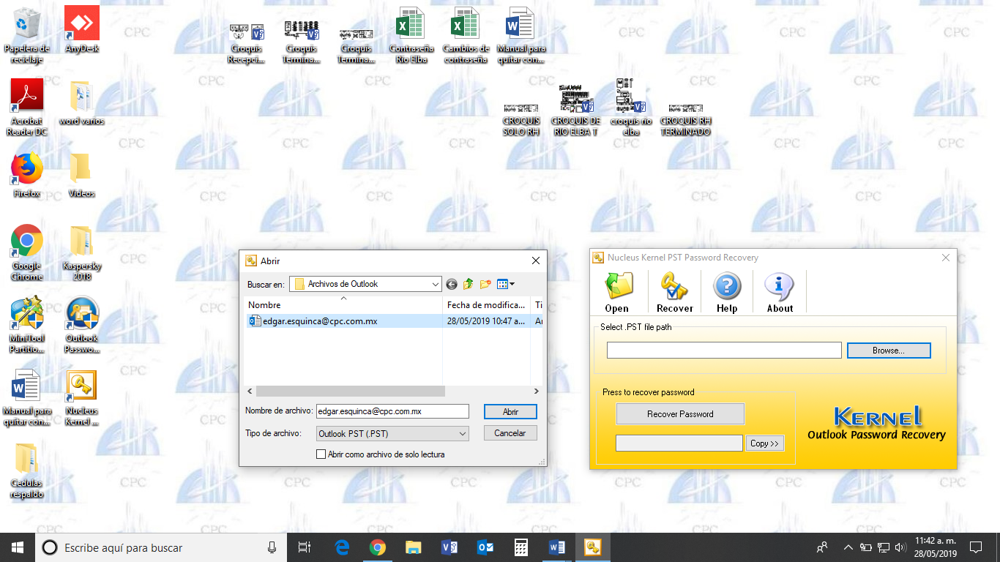 Papelera de
reciclaje
AnyDesk
Croquis
Recepci...
Croquis
Termina...
Croquis
Termina...
Contraseña
Rio Elba
Cambios de
contraseña
Manual para
quitar con...
Acrobat
Reader DC
word varios
CROQUIS
SOLO RH
CROQUIS DE
RIO ELBA T
croquis rio
elba
CROQUIS RH
TERMINADO
Firefox
Videos
Google
Chrome
Kaspersky
2018
MiniTool
Partitio...
Outlook
Passwo...
Manual para
quitar con...
Nucleus
Kernel ...
Cedulas
respaldo
CPC
Abrir
Buscar en:
Archivos de Outlook
Nombre
Fecha de modifica...
Ti
edgar.esquinca@cpc.com.mx
28/05/2019 10:47 a...
Ar
Nombre de archivo:
edgar.esquinca@cpc.com.mx
Abrir
Tipo de archivo:
Outlook PST (.PST)
Cancelar
Abrir como archivo de solo lectura
Nucleus Kernel PST Password Recovery
Open
Recover
Help
About
Select .PST file path
Browse...
Press to recover password
Recover Password
Copy >>
KERNEL
Outlook Password Recovery
Escribe aquí para buscar
11:42 a. m.
28/05/2019